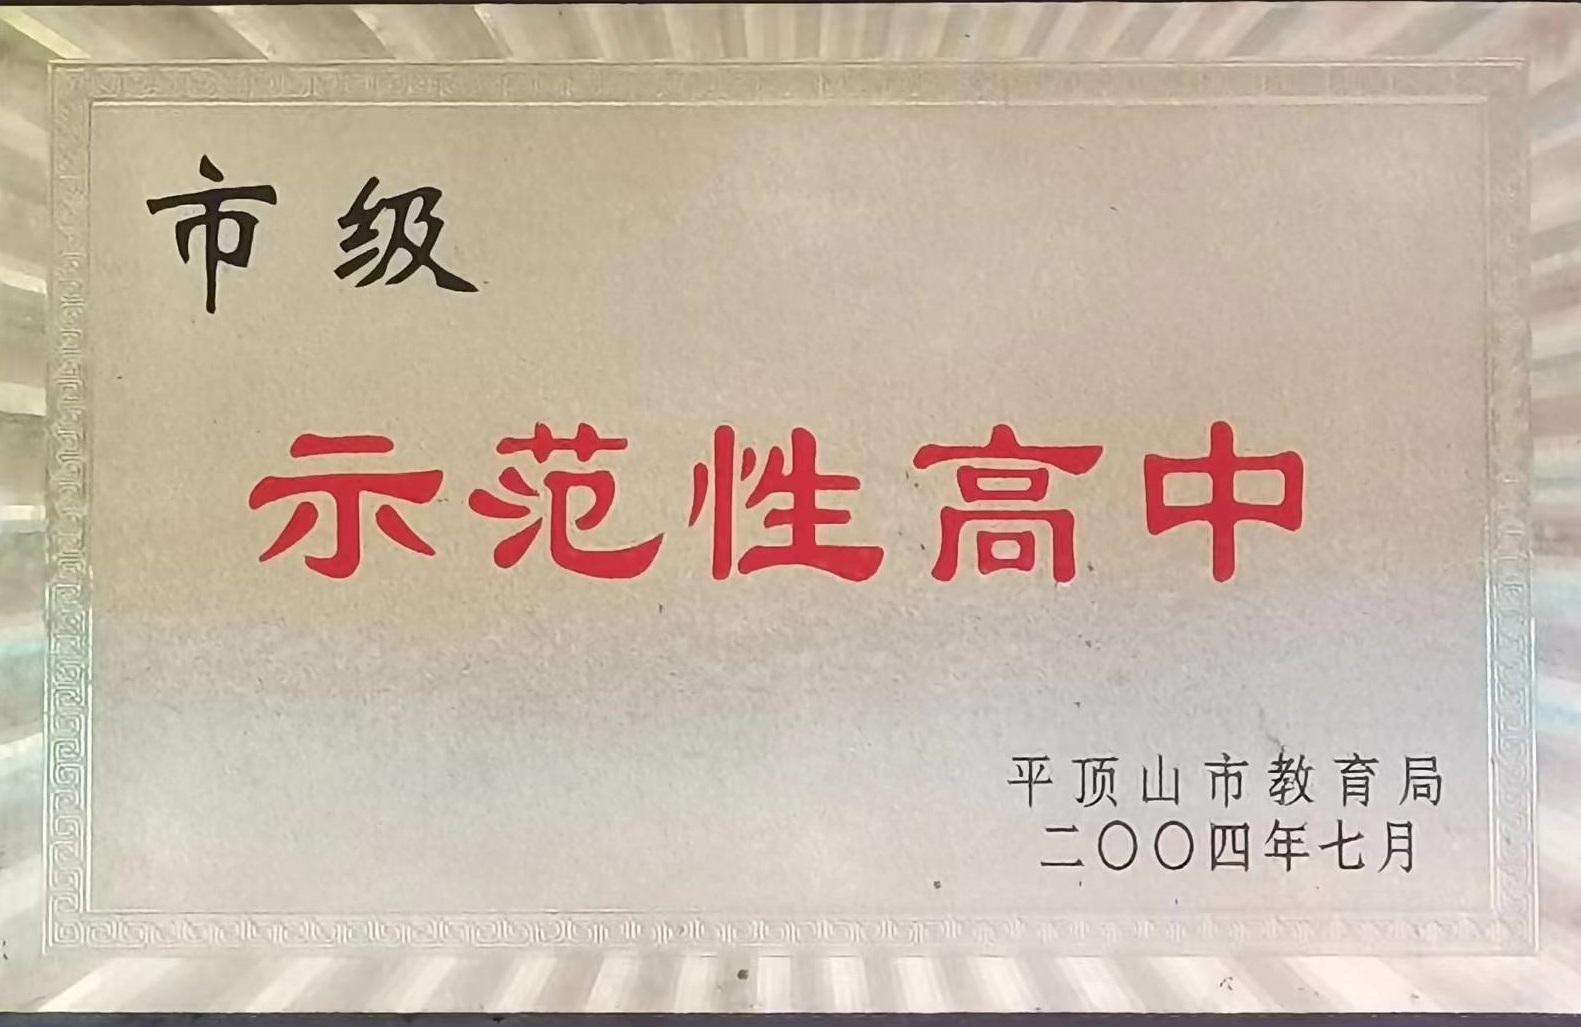 市级
示范性高中
平顶山市教育局
二〇〇四年七月